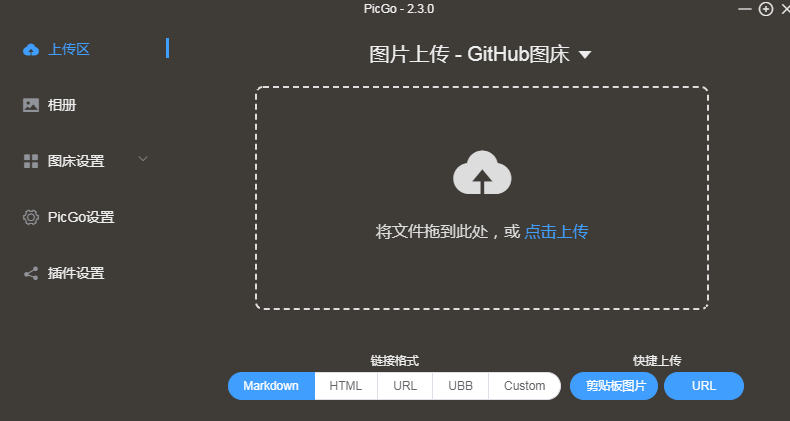 PicGo - 2.3.0
上传区
相册
图床设置
PicGo设置
插件设置
图片上传 - GitHub图床
将文件拖到此处，或 点击上传
链接格式
Markdown HTML URL UBB Custom
快捷上传
剪贴板图片 URL